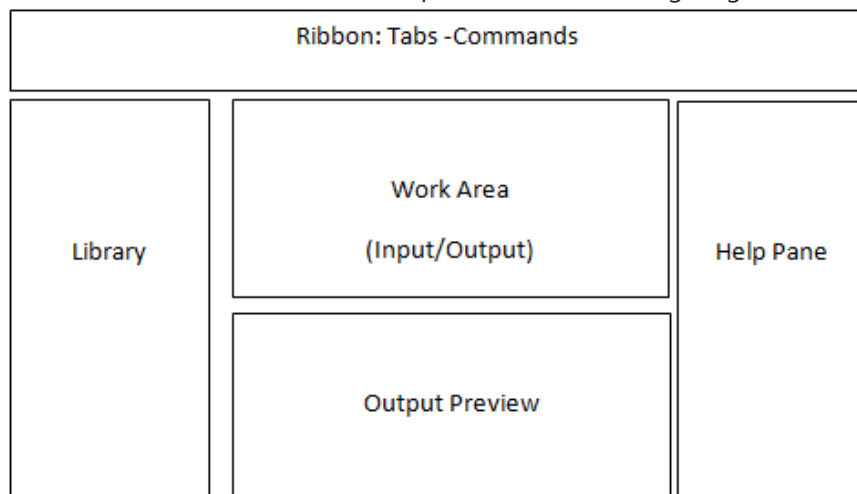 Ribbon: Tabs -Commands
Library
Work Area
(Input/Output)
Help Pane
Output Preview